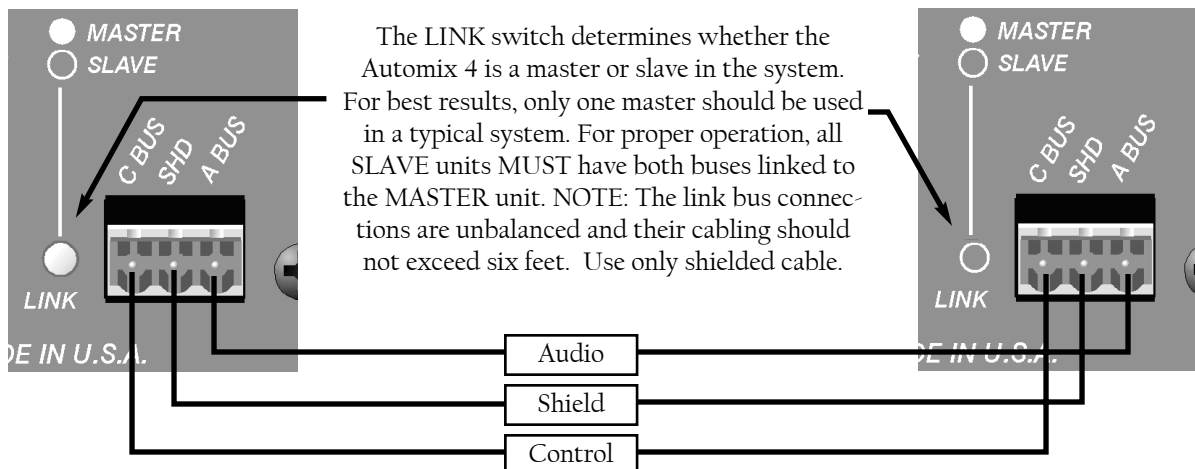 MASTER
SLAVE
C BUS
SHD
A BUS
LINK
DE IN U.S.A.
The LINK switch determines whether the
Automix 4 is a master or slave in the system.
For best results, only one master should be used
in a typical system. For proper operation, all
SLAVE units MUST have both buses linked to
the MASTER unit. NOTE: The link bus connec-
tions are unbalanced and their cabling should
not exceed six feet. Use only shielded cable.
MASTER
SLAVE
C BUS
SHD
A BUS
LINK
DE IN U.S.A.
Audio
Shield
Control